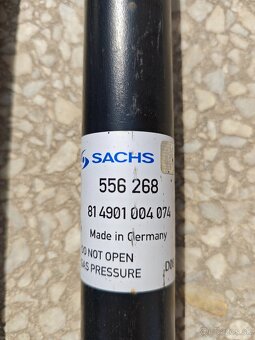 SACHS
556 268
81 4901 004 074
Made in Germany
DO NOT OPEN
GAS PRESSURE